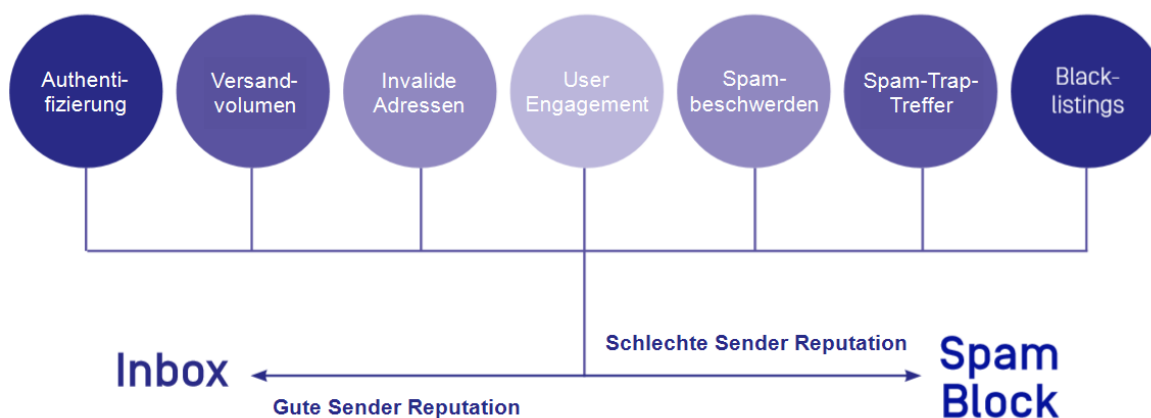 Authenti-
fizierung
Versand-
volumen
Invalide
Adressen
User
Engagement
Spam-
beschwerden
Spam-Trap-
Treffer
Black-
listings
Schlechte Sender Reputation
Inbox
Spam
Block
Gute Sender Reputation